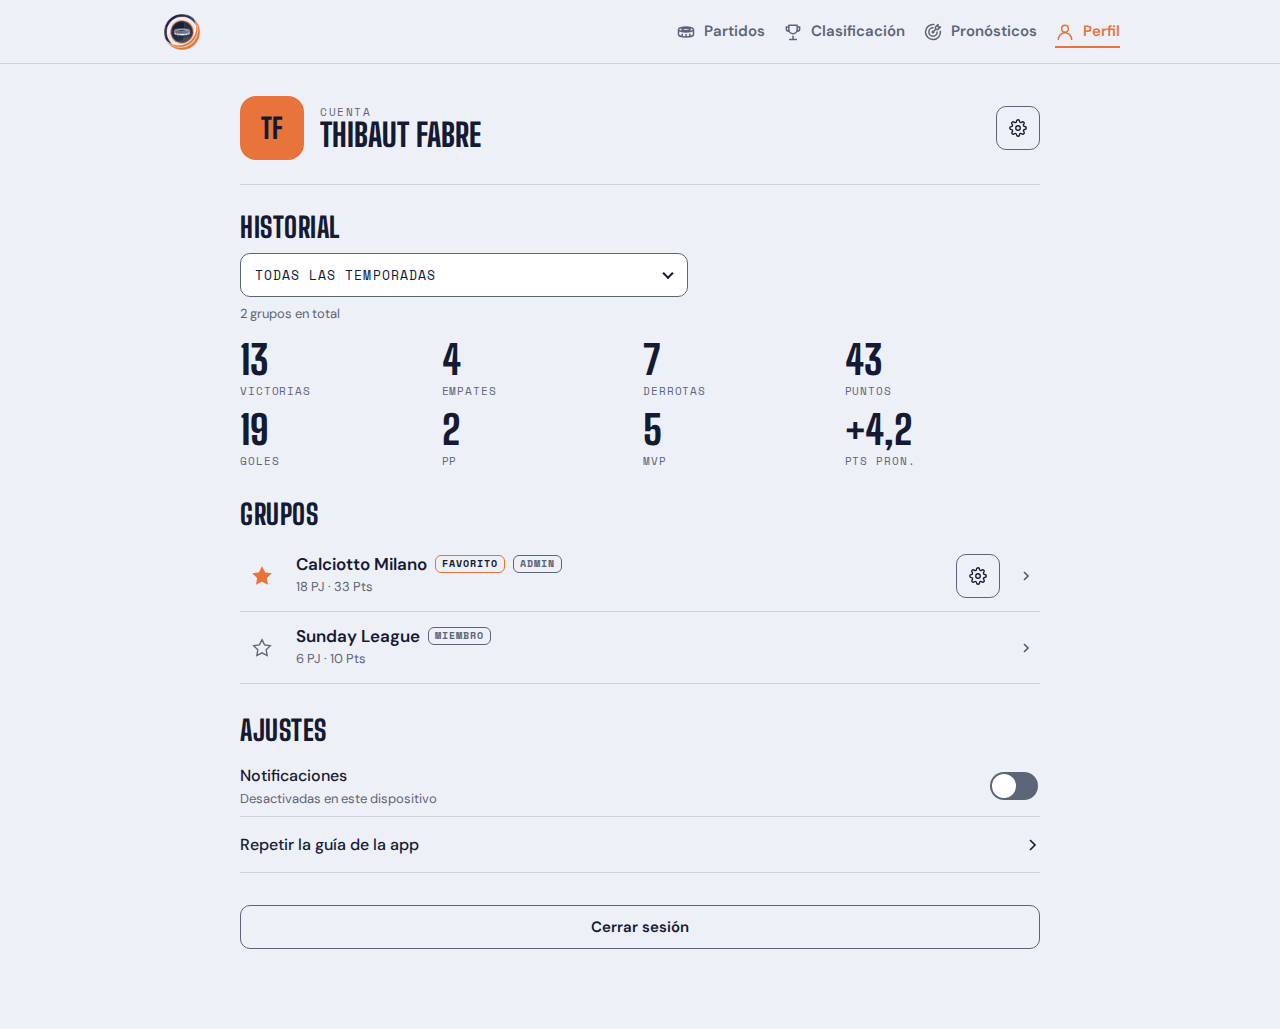 Partidos
Clasificación
Pronósticos
Perfil
TF
CUENTA
THIBAUT FABRE
HISTORIAL
TODAS LAS TEMPORADAS
2 grupos en total
13
VICTORIAS
4
EMPATES
7
DERROTAS
43
PUNTOS
19
GOLES
2
PP
5
MVP
+4,2
PTS PRON.
GRUPOS
Calciotto Milano FAVORITO ADMIN
18 PJ · 33 Pts
Sunday League MIEMBRO
6 PJ · 10 Pts
AJUSTES
Notificaciones
Desactivadas en este dispositivo
Repetir la guía de la app
Cerrar sesión